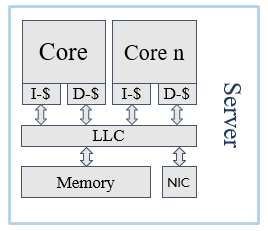 Core
Core n
I-$
D-$
I-$
D-$
LLC
Memory
NIC
Server